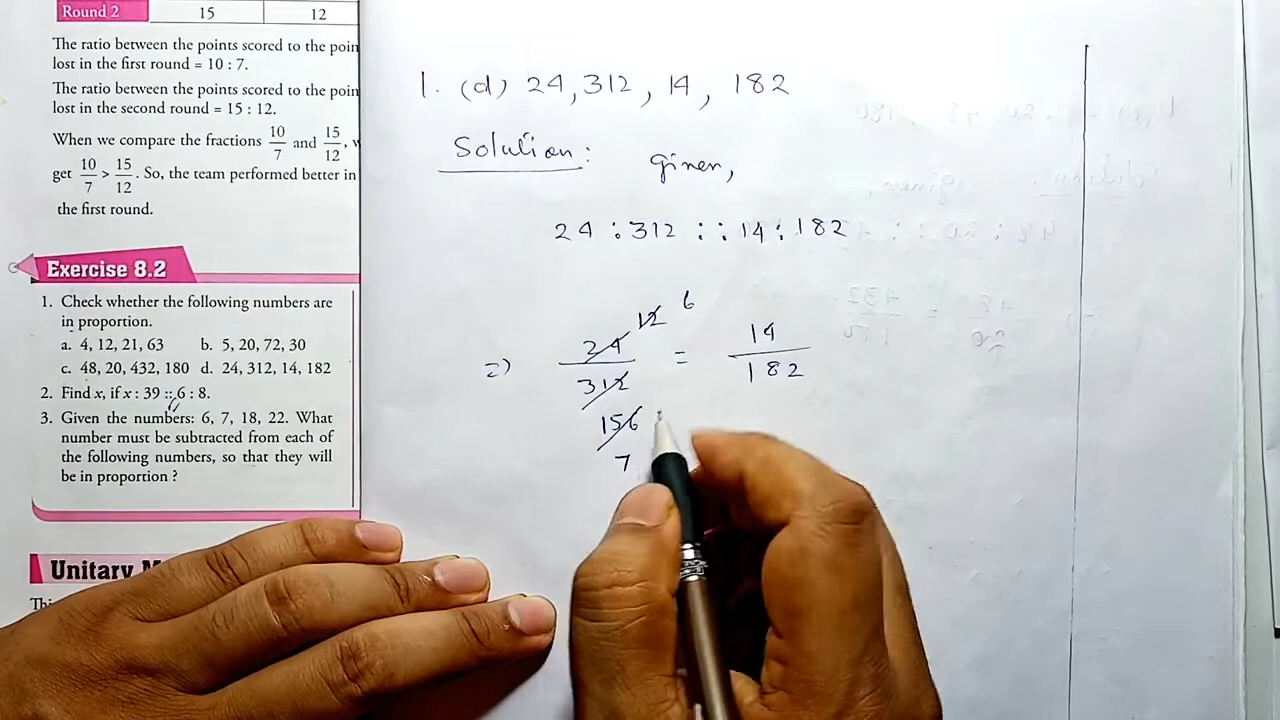 Round 2 15 12
The ratio between the points scored to the poin
lost in the first round = 10 : 7.
The ratio between the points scored to the poin
lost in the second round = 15 : 12.
When we compare the fractions 10/7 and 15/12,
get 10/7 > 15/12. So, the team performed better in
the first round.
Exercise 8.2
1. Check whether the following numbers are
in proportion.
a. 4, 12, 21, 63 b. 5, 20, 72, 30
c. 48, 20, 432, 180 d. 24, 312, 14, 182
2. Find x, if x : 39 :: 6 : 8.
3. Given the numbers: 6, 7, 18, 22. What
number must be subtracted from each of
the following numbers, so that they will
be in proportion ?
Unitary
1. (d) 24, 312, 14, 182
Solution: Given,
24 : 312 :: 14 : 182
12 6
=) 24/312 = 14/182
156
7